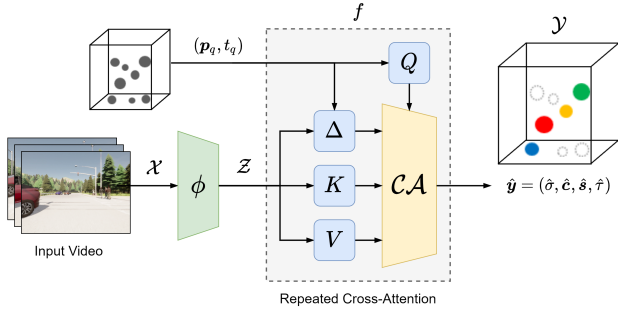 f
(p_q, t_q)
Q
𝒴
Δ
𝒳
ϕ
𝒵
K
𝒞𝒜
V
ŷ = (σ̂, ĉ, ŝ, τ̂)
Input Video
Repeated Cross-Attention